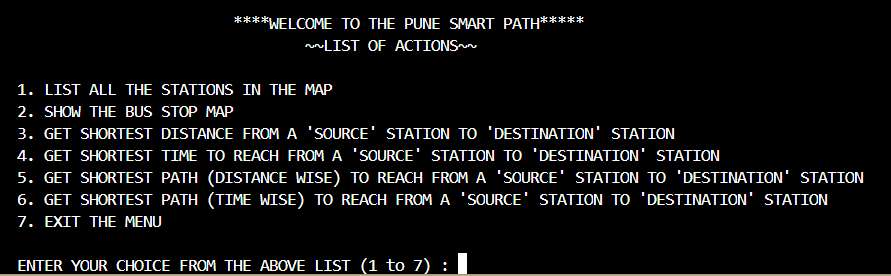 ****WELCOME TO THE PUNE SMART PATH*****
~~LIST OF ACTIONS~~
1. LIST ALL THE STATIONS IN THE MAP
2. SHOW THE BUS STOP MAP
3. GET SHORTEST DISTANCE FROM A 'SOURCE' STATION TO 'DESTINATION' STATION
4. GET SHORTEST TIME TO REACH FROM A 'SOURCE' STATION TO 'DESTINATION' STATION
5. GET SHORTEST PATH (DISTANCE WISE) TO REACH FROM A 'SOURCE' STATION TO 'DESTINATION' STATION
6. GET SHORTEST PATH (TIME WISE) TO REACH FROM A 'SOURCE' STATION TO 'DESTINATION' STATION
7. EXIT THE MENU
ENTER YOUR CHOICE FROM THE ABOVE LIST (1 to 7) :